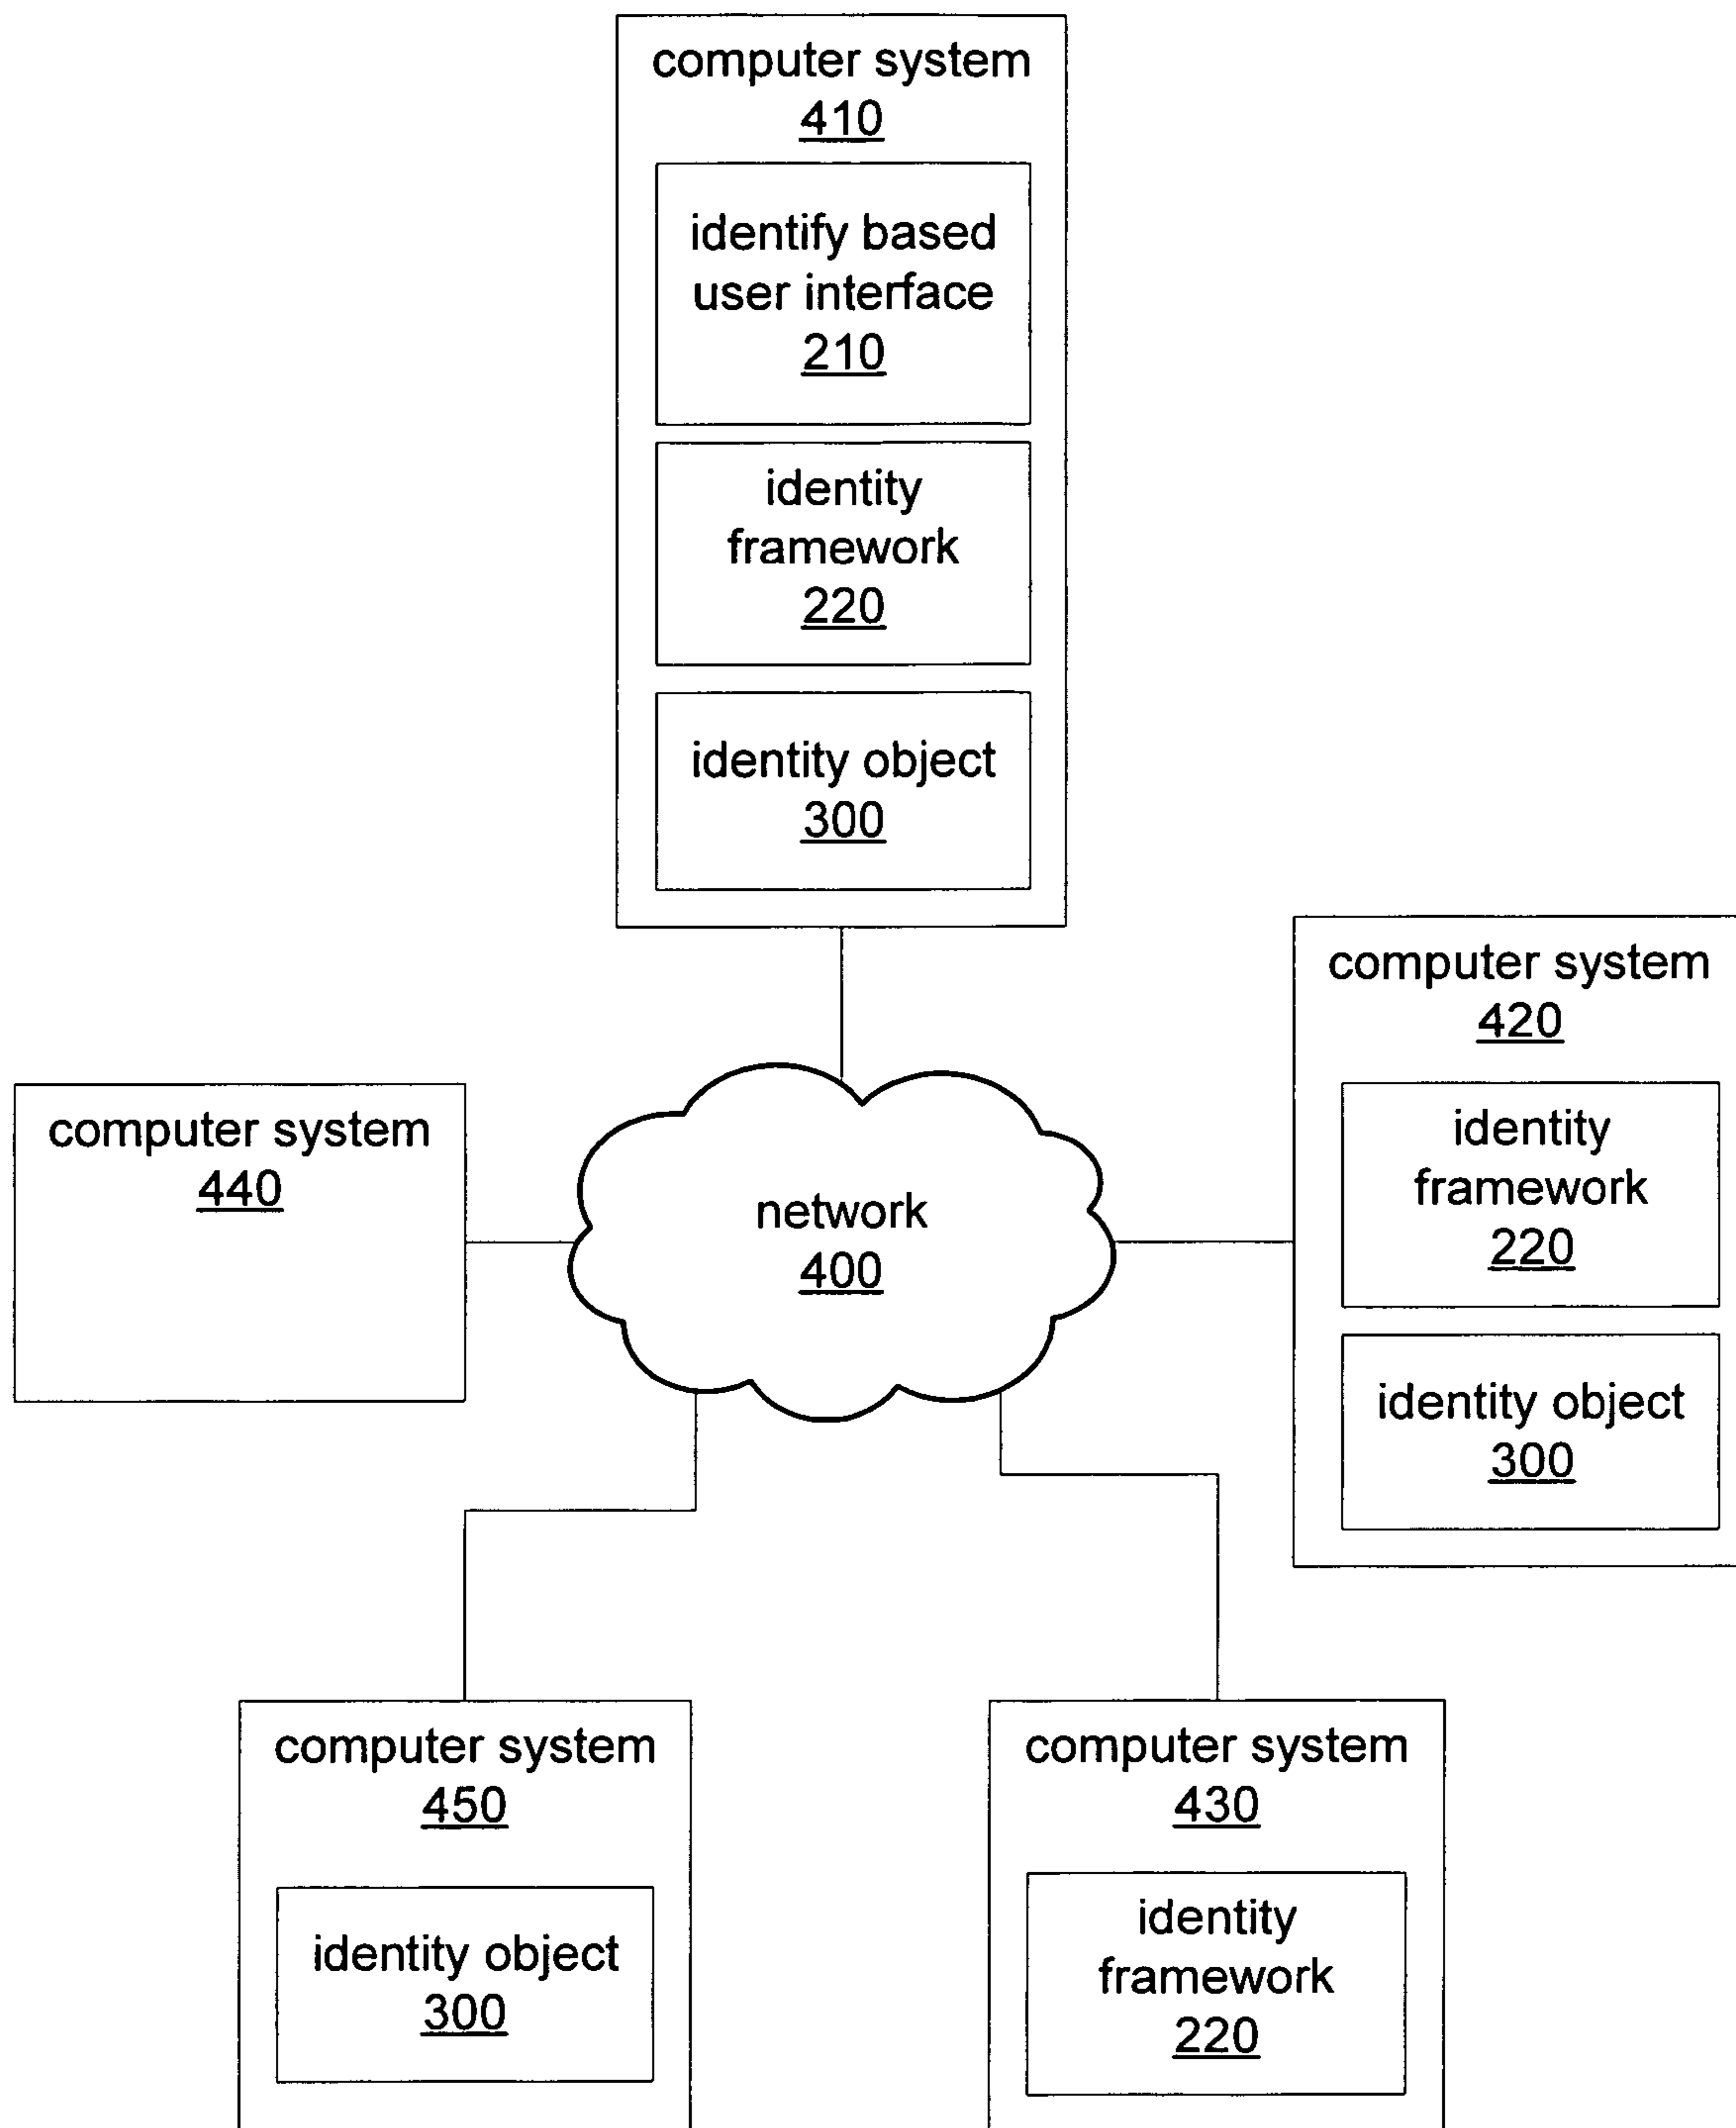 computer system
410
identify based
user interface
210
identity
framework
220
identity object
300
computer system
420
identity
framework
220
identity object
300
computer system
440
network
400
computer system
450
identity object
300
computer system
430
identity
framework
220